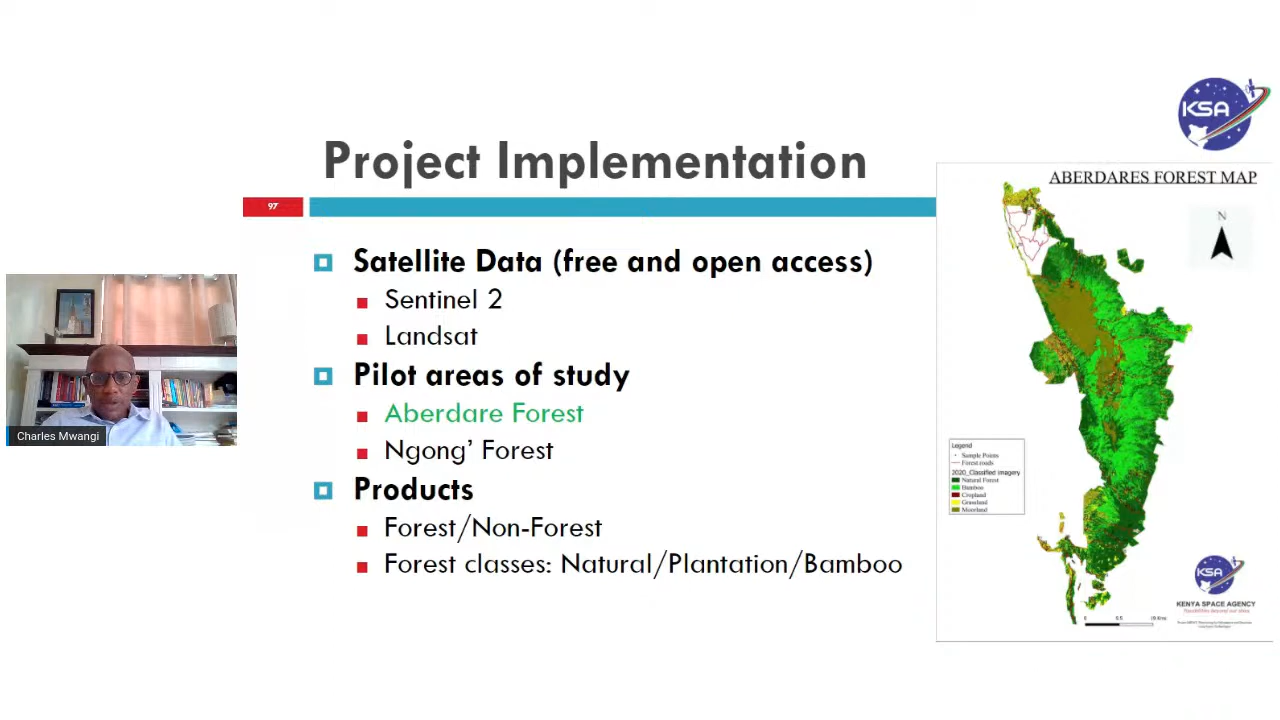 KSA
Project Implementation
97
Satellite Data (free and open access)
Sentinel 2
Landsat
Pilot areas of study
Aberdare Forest
Ngong’ Forest
Products
Forest/Non-Forest
Forest classes: Natural/Plantation/Bamboo
Charles Mwangi
ABERDARES FOREST MAP
N
Legend
Sample Points
Forest roads
2020_Classified imagery
Natural Forest
Bamboo
Cropland
Grassland
Moorland
KSA
KENYA SPACE AGENCY
0